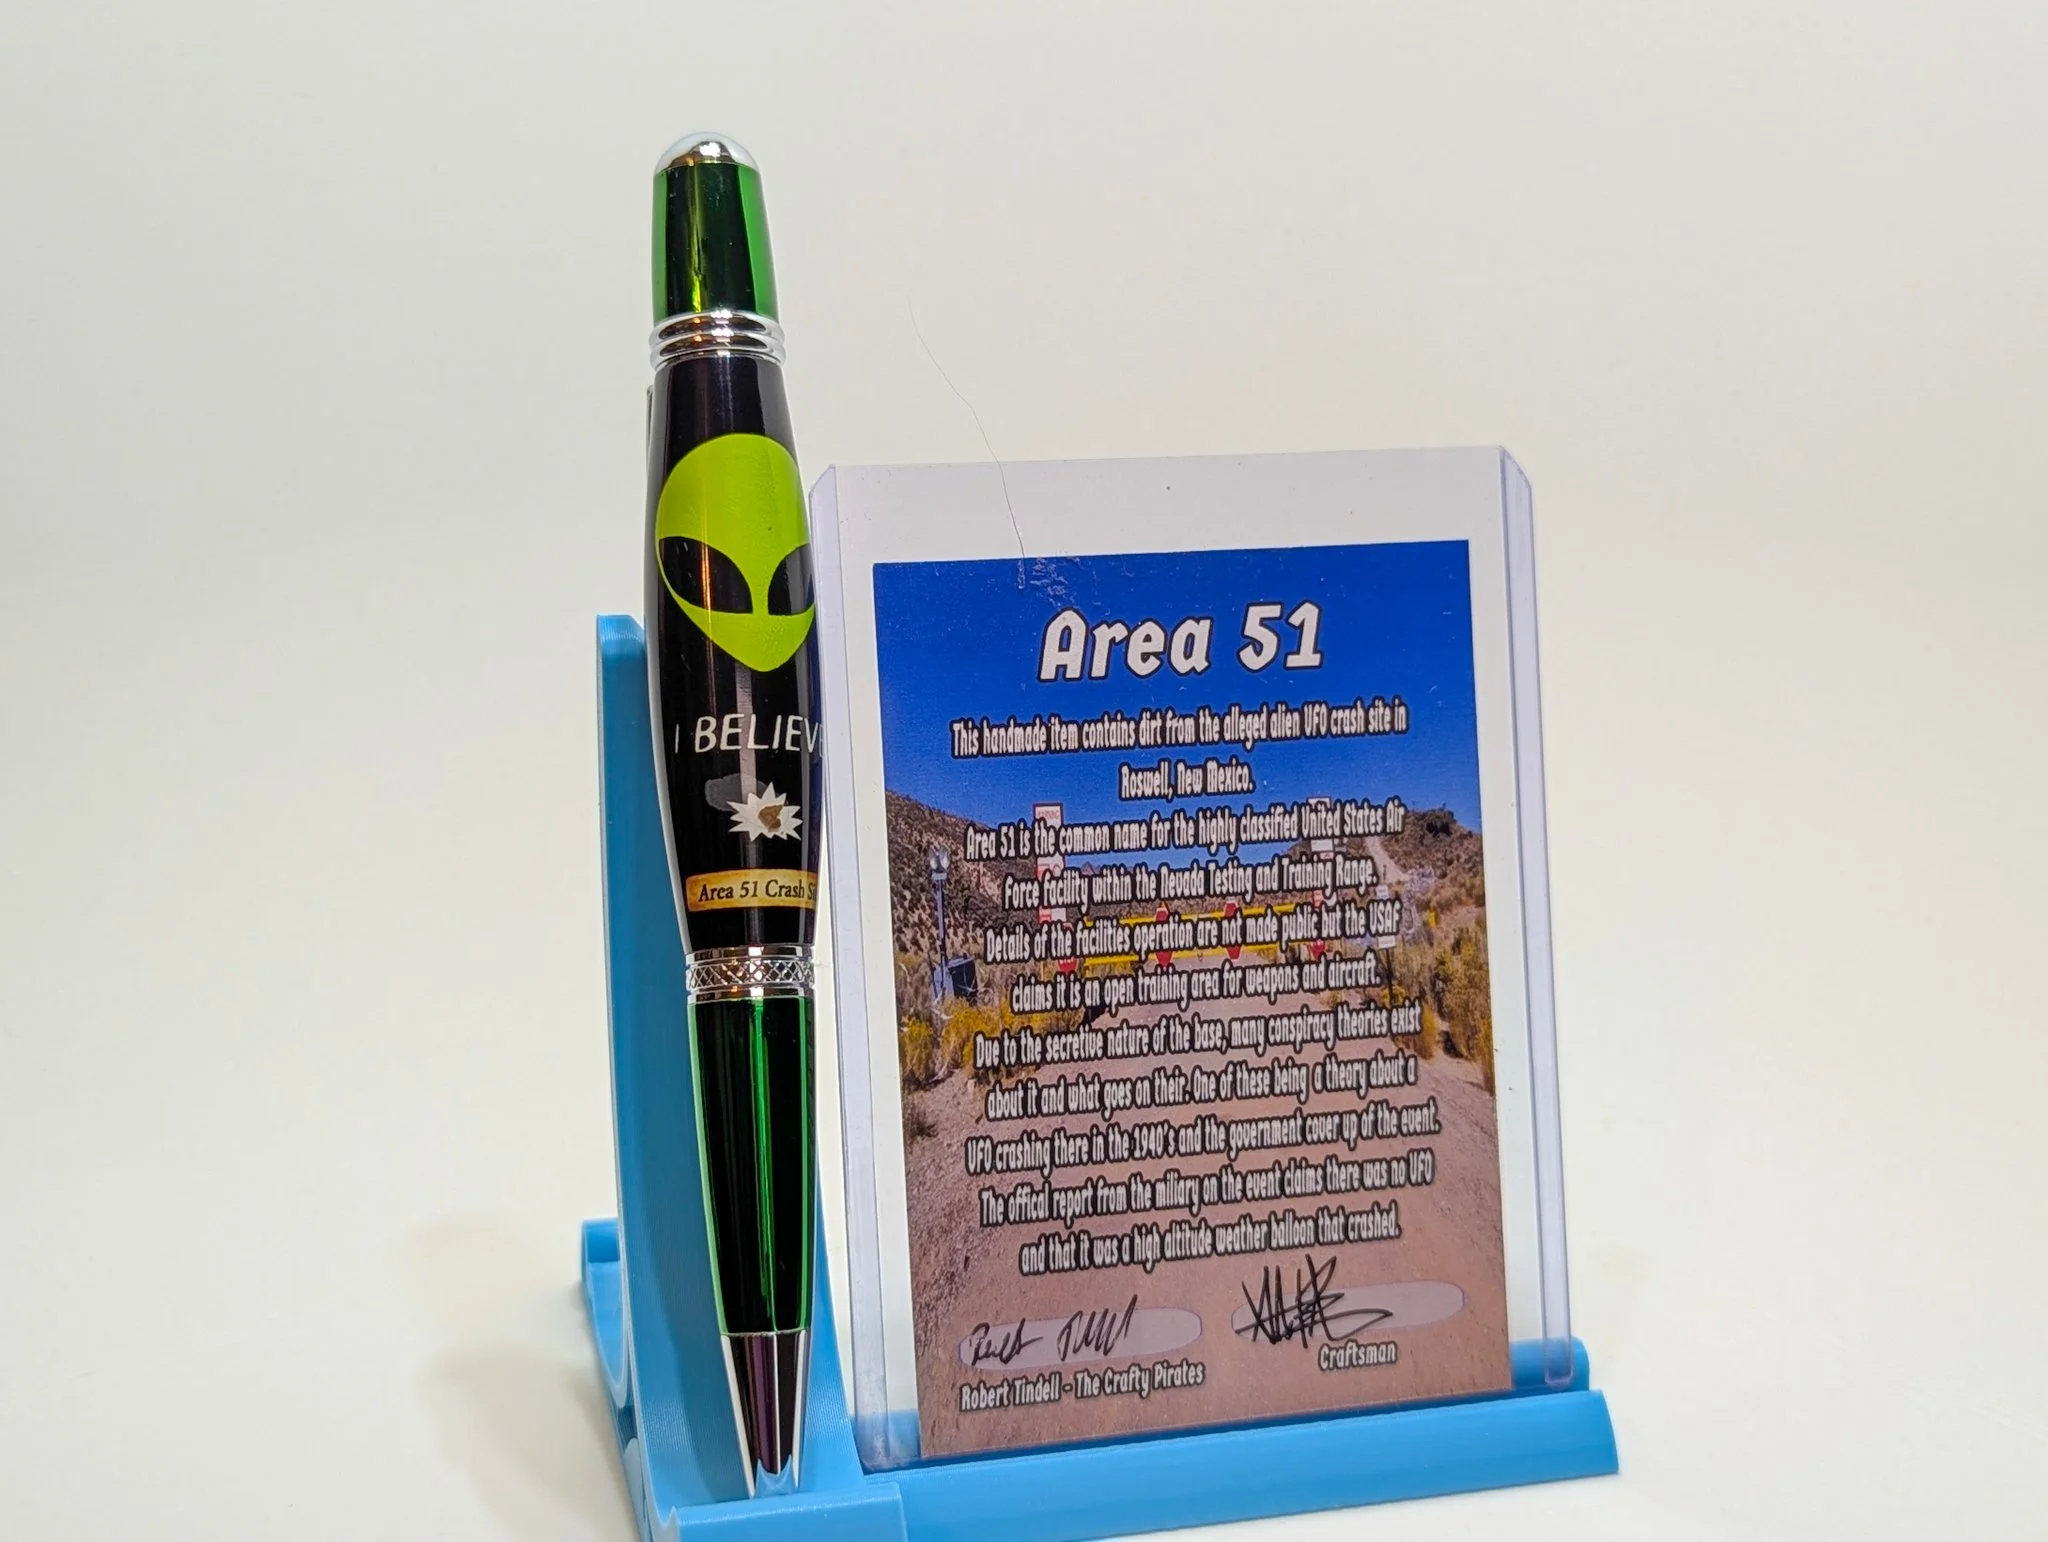 I BELIEV
Area 51 Crash S
Area 51
This handmade item contains dirt from the alleged alien UFO crash site in
Roswell, New Mexico.
Area 51 is the common name for the highly classified United States Air
Force facility within the Nevada Testing and Training Range.
Details of the facilities operation are not made public but the USAF
claims it is an open training area for weapons and aircraft.
Due to the secretive nature of the base, many conspiracy theories exist
about it and what goes on their. One of these being a theory about a
UFO crashing there in the 1940's and the government cover up of the event.
The offical report from the miliary on the event claims there was no UFO
and that it was a high altitude weather balloon that crashed.
Robert Tindell - The Crafty Pirates
Craftsman